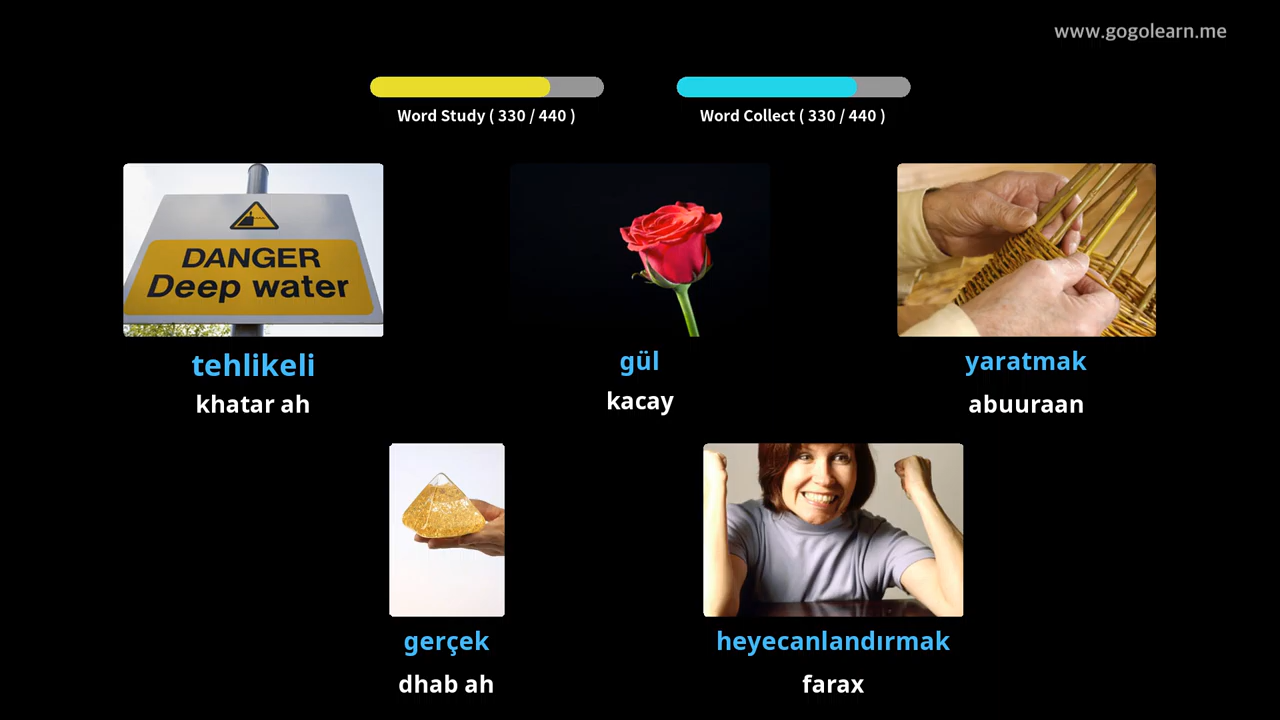 www.gogolearn.me
Word Study ( 330 / 440 )
Word Collect ( 330 / 440 )
DANGER
Deep water
tehlikeli
khatar ah
gül
kacay
yaratmak
abuuraan
gerçek
dhab ah
heyecanlandırmak
farax